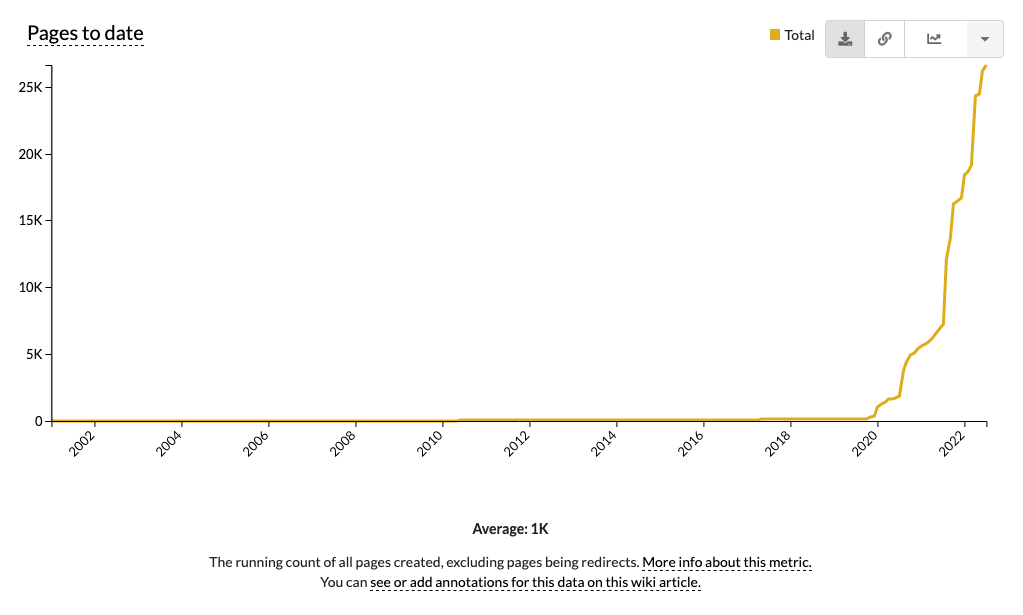 Pages to date
Total
25K
20K
15K
10K
5K
0
2002
2004
2006
2008
2010
2012
2014
2016
2018
2020
2022
Average: 1K
The running count of all pages created, excluding pages being redirects. More info about this metric.
You can see or add annotations for this data on this wiki article.